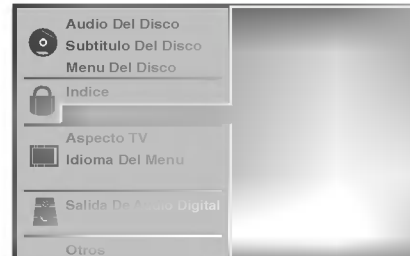 Audio Del Disco
Subtitulo Del Disco
Menu Del Disco
Indice
Aspecto TV
Idioma Del Menu
Salida De Audio Digital
Otros